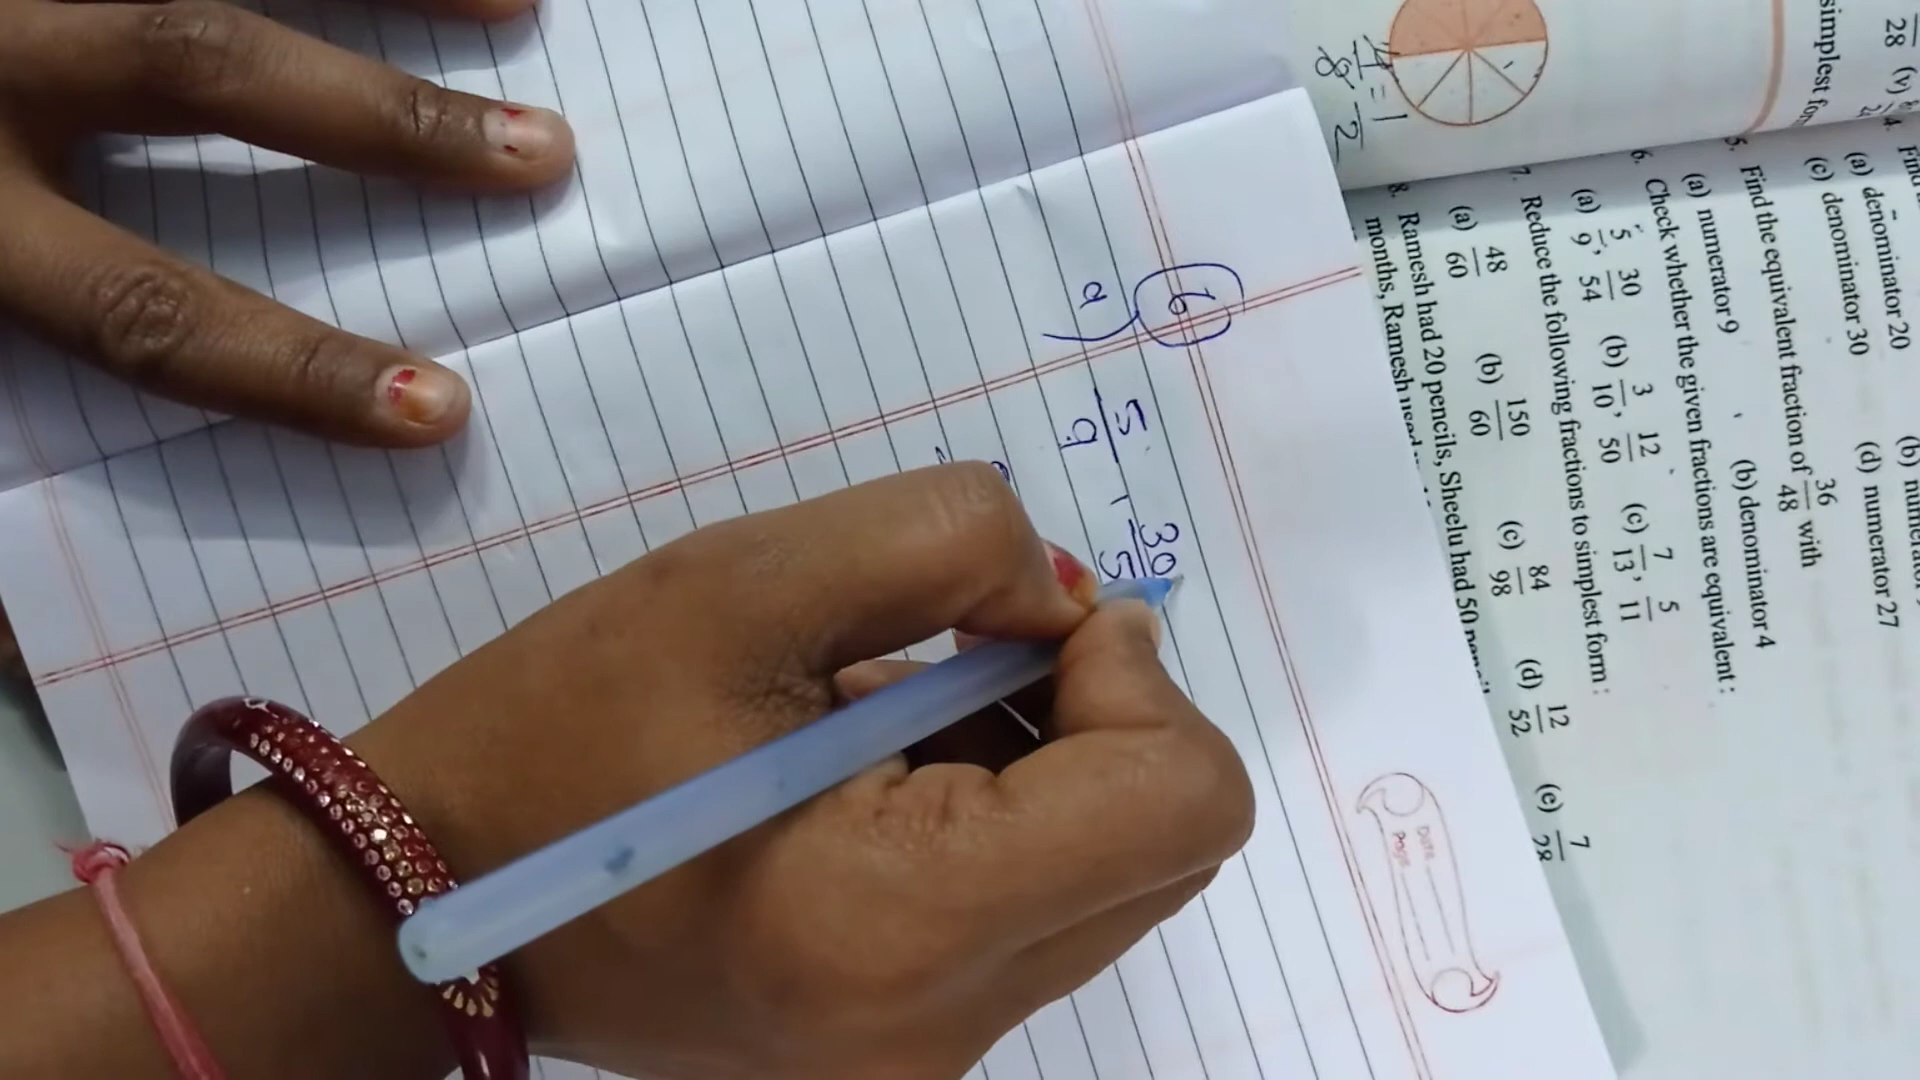 28 (v)
simplest
4/8 = 1/2
(a) denominator 20
(c) denominator 30 (d) numerator 27
5. Find the equivalent fraction of 36/48 with
(a) numerator 9 (b) denominator 4
6. Check whether the given fractions are equivalent :
(a) 5/9, 30/54 (b) 3/10, 12/50 (c) 7/13, 5/11
7. Reduce the following fractions to simplest form :
(a) 48/60 (b) 150/60 (c) 84/98 (d) 12/52 (e) 7/28
8. Ramesh had 20 pencils, Sheelu had 50
months, Ramesh
6
a) 5/9 , 30/5
Date
Page